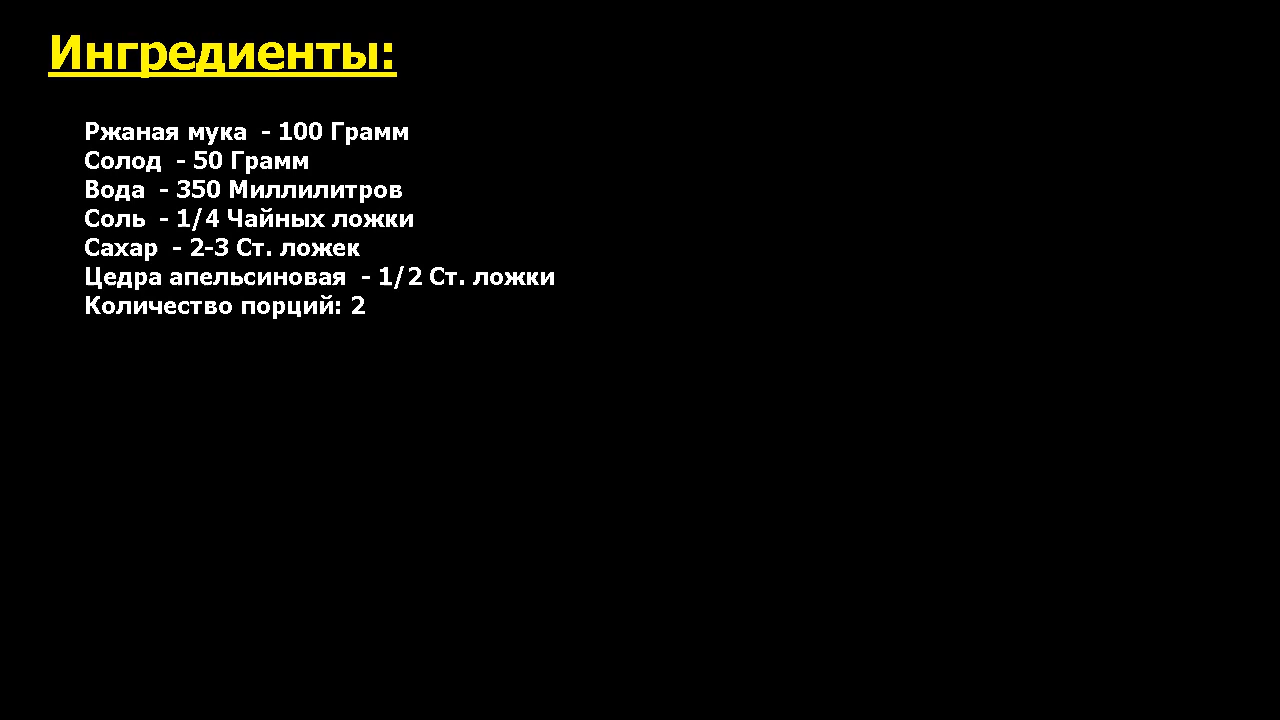 Ингредиенты:
Ржаная мука  - 100 Грамм
Солод  - 50 Грамм
Вода  - 350 Миллилитров
Соль  - 1/4 Чайных ложки
Сахар  - 2-3 Ст. ложек
Цедра апельсиновая  - 1/2 Ст. ложки
Количество порций: 2